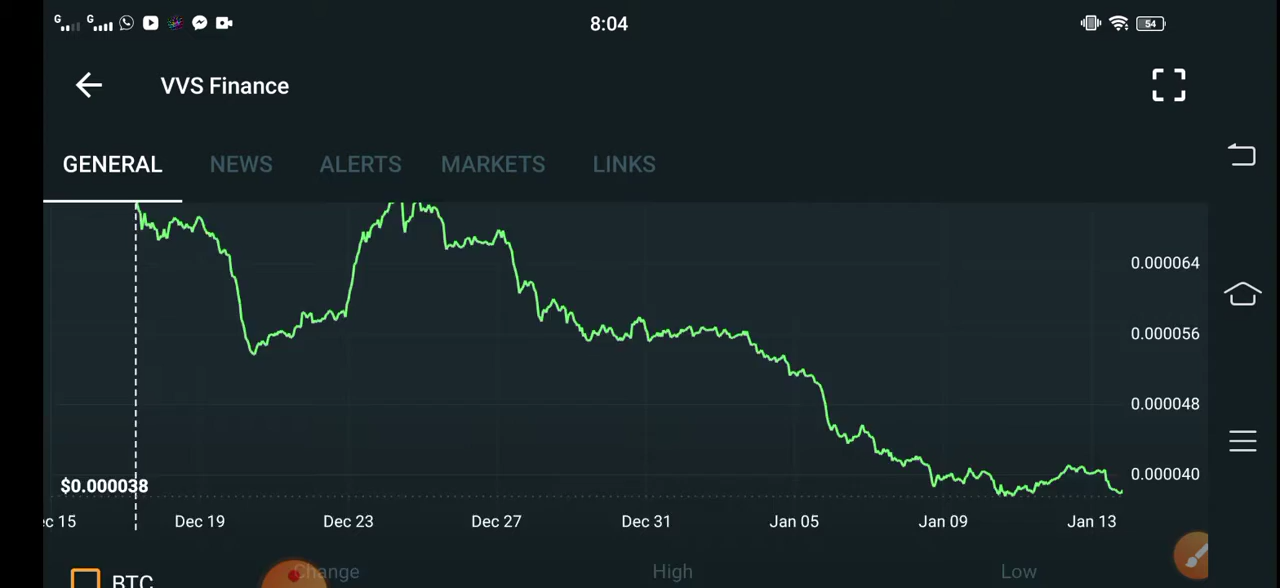 G G 8:04 54
VVS Finance
GENERAL NEWS ALERTS MARKETS LINKS
0.000064
0.000056
0.000048
0.000040
$0.000038
c 15 Dec 19 Dec 23 Dec 27 Dec 31 Jan 05 Jan 09 Jan 13
BTC Change High Low